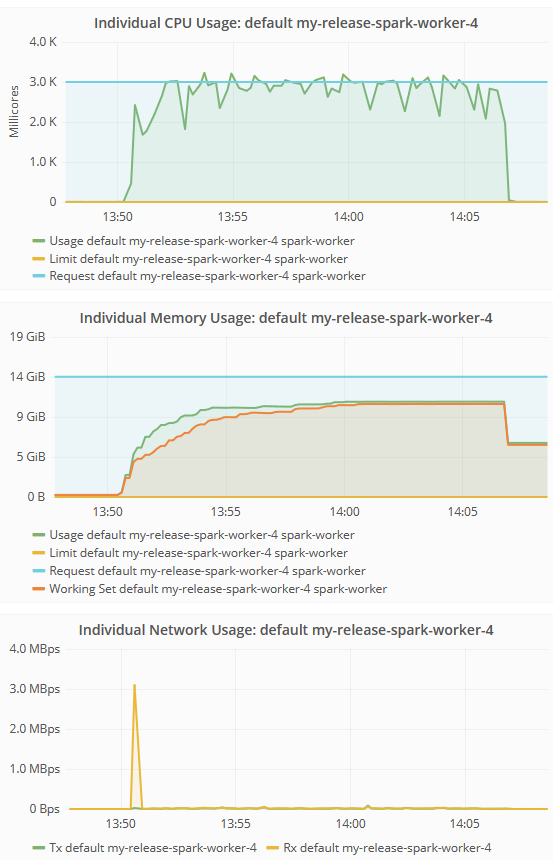 Individual CPU Usage: default my-release-spark-worker-4
4.0 K
3.0 K
2.0 K
1.0 K
0
Millicores
13:50 13:55 14:00 14:05
Usage default my-release-spark-worker-4 spark-worker
Limit default my-release-spark-worker-4 spark-worker
Request default my-release-spark-worker-4 spark-worker
Individual Memory Usage: default my-release-spark-worker-4
19 GiB
14 GiB
9 GiB
5 GiB
0 B
13:50 13:55 14:00 14:05
Usage default my-release-spark-worker-4 spark-worker
Limit default my-release-spark-worker-4 spark-worker
Request default my-release-spark-worker-4 spark-worker
Working Set default my-release-spark-worker-4 spark-worker
Individual Network Usage: default my-release-spark-worker-4
4.0 MBps
3.0 MBps
2.0 MBps
1.0 MBps
0 Bps
13:50 13:55 14:00 14:05
Tx default my-release-spark-worker-4 Rx default my-release-spark-worker-4